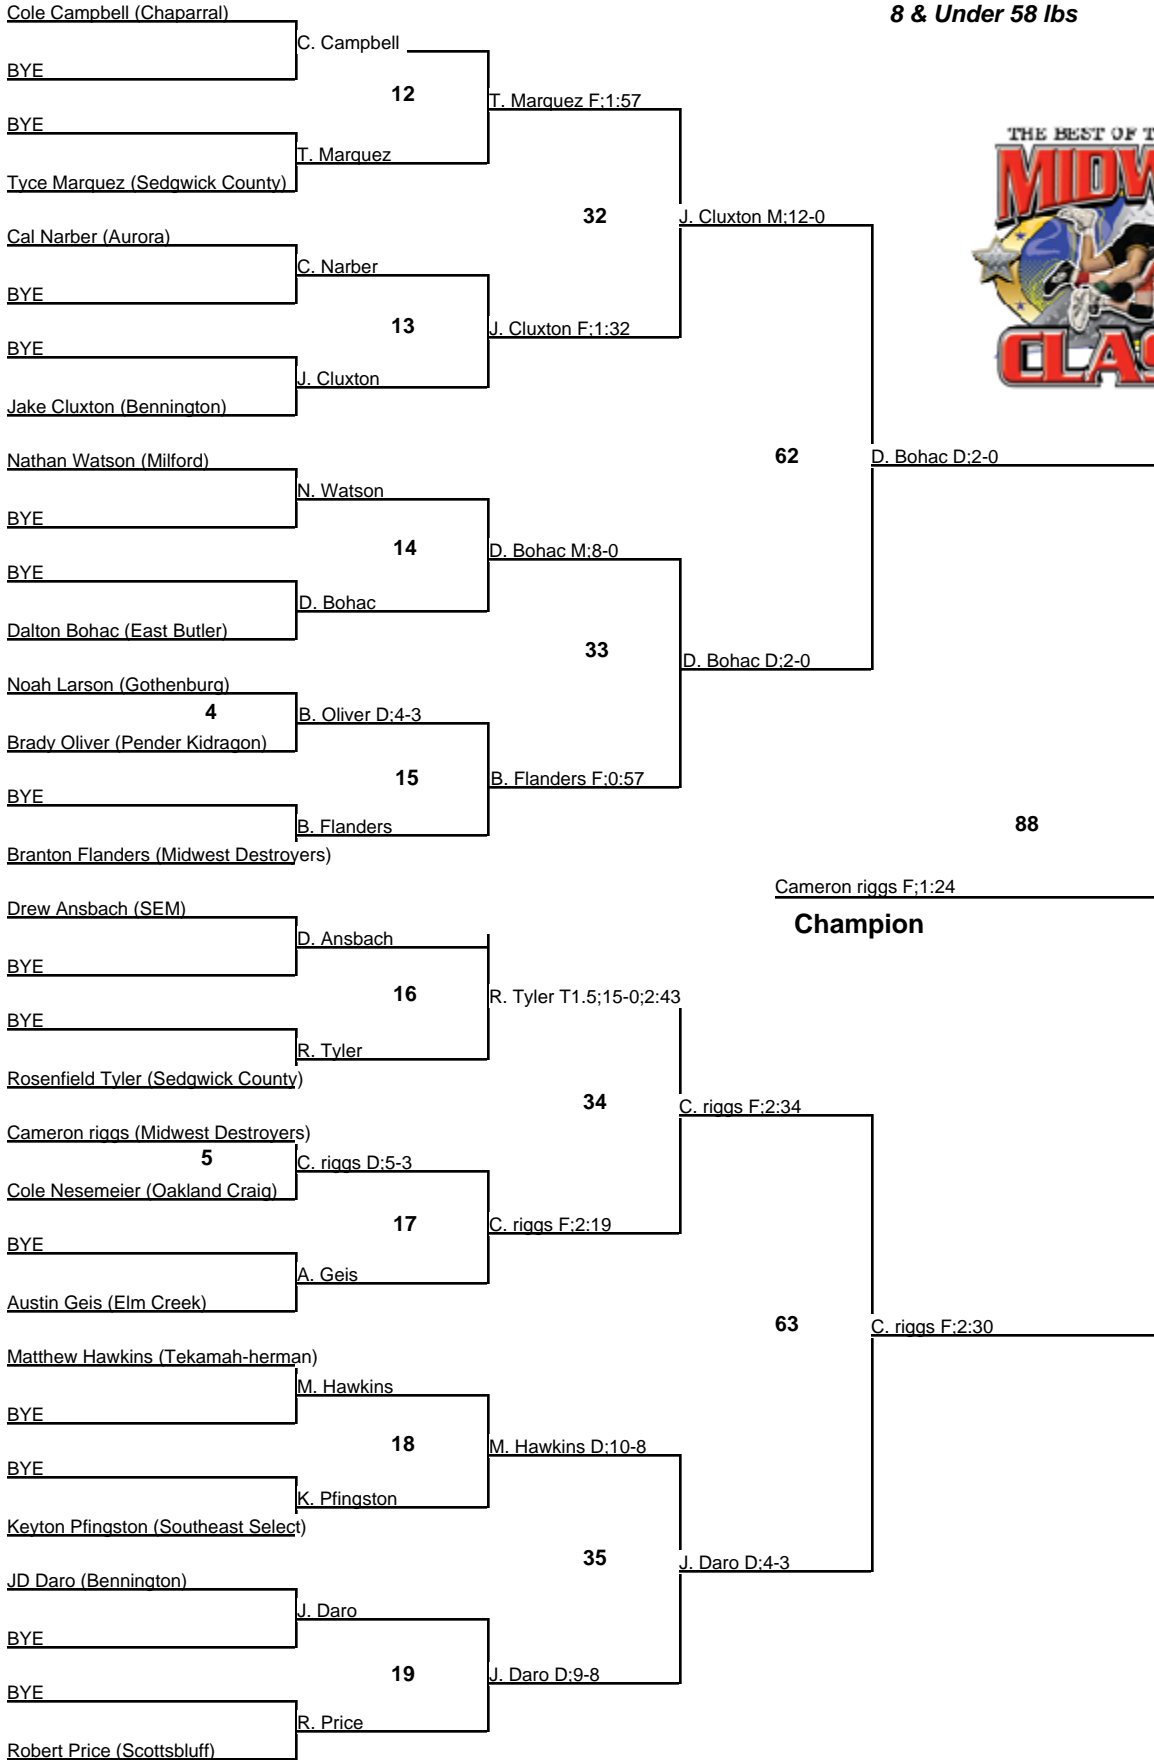 Cole Campbell (Chaparral)
8 & Under 58 lbs
C. Campbell
BYE
12
T. Marquez F;1:57
BYE
T. Marquez
Tyce Marquez (Sedgwick County)
THE BEST OF T
MIDW
CLAS
32
J. Cluxton M;12-0
Cal Narber (Aurora)
C. Narber
BYE
13
J. Cluxton F;1:32
BYE
J. Cluxton
Jake Cluxton (Bennington)
62
D. Bohac D;2-0
Nathan Watson (Milford)
N. Watson
BYE
14
D. Bohac M;8-0
BYE
D. Bohac
Dalton Bohac (East Butler)
33
D. Bohac D;2-0
Noah Larson (Gothenburg)
4
B. Oliver D;4-3
Brady Oliver (Pender Kidragon)
15
B. Flanders F;0:57
BYE
B. Flanders
Branton Flanders (Midwest Destroyers)
88
Cameron riggs F;1:24
Champion
Drew Ansbach (SEM)
D. Ansbach
BYE
16
R. Tyler T1.5;15-0;2:43
BYE
R. Tyler
Rosenfield Tyler (Sedgwick County)
34
C. riggs F;2:34
Cameron riggs (Midwest Destroyers)
5
C. riggs D;5-3
Cole Nesemeier (Oakland Craig)
17
C. riggs F;2:19
BYE
A. Geis
Austin Geis (Elm Creek)
63
C. riggs F;2:30
Matthew Hawkins (Tekamah-herman)
M. Hawkins
BYE
18
M. Hawkins D;10-8
BYE
K. Pfingston
Keyton Pfingston (Southeast Select)
35
J. Daro D;4-3
JD Daro (Bennington)
J. Daro
BYE
19
J. Daro D;9-8
BYE
R. Price
Robert Price (Scottsbluff)